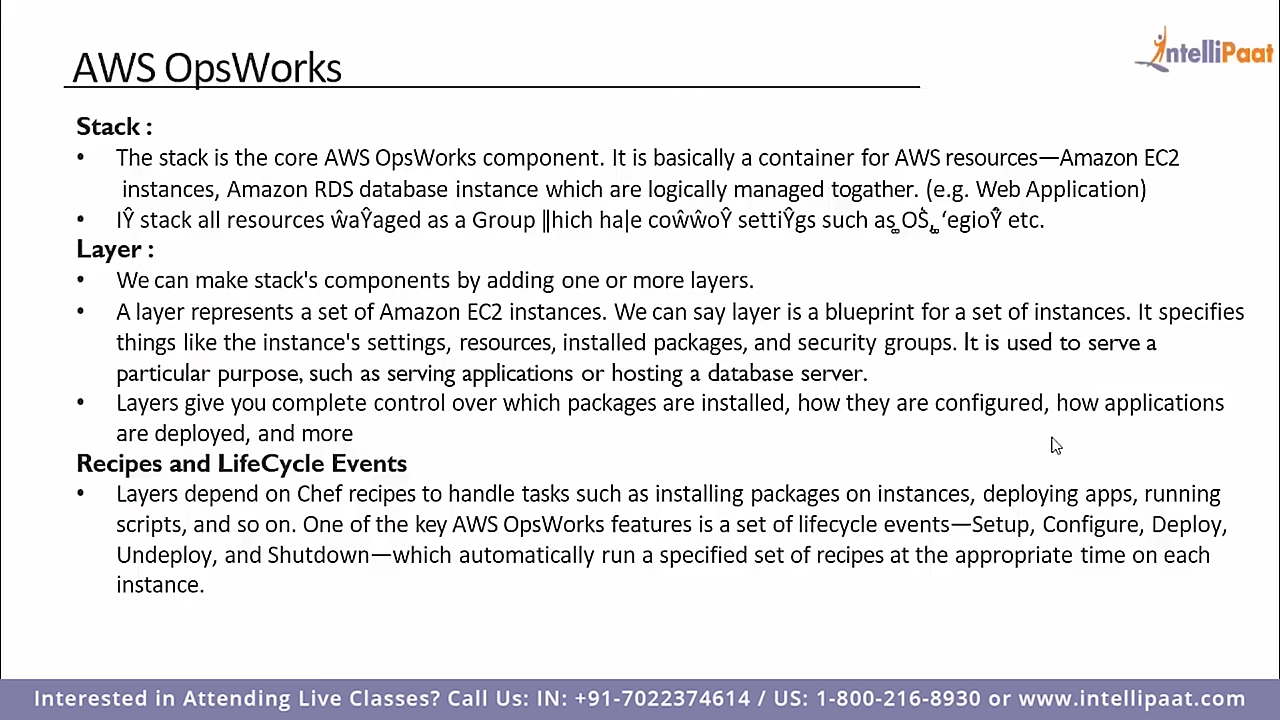 AWS OpsWorks
IntelliPaat
Stack :
• The stack is the core AWS OpsWorks component. It is basically a container for AWS resources—Amazon EC2
instances, Amazon RDS database instance which are logically managed togather. (e.g. Web Application)
• IŸ stack all resources ŵaŶaged as a Group ǁhich haǀe coŵŵoŶ settiŶgs such as OS, ‘egioŶ etc.
Layer :
• We can make stack's components by adding one or more layers.
• A layer represents a set of Amazon EC2 instances. We can say layer is a blueprint for a set of instances. It specifies
things like the instance's settings, resources, installed packages, and security groups. It is used to serve a
particular purpose, such as serving applications or hosting a database server.
• Layers give you complete control over which packages are installed, how they are configured, how applications
are deployed, and more
Recipes and LifeCycle Events
• Layers depend on Chef recipes to handle tasks such as installing packages on instances, deploying apps, running
scripts, and so on. One of the key AWS OpsWorks features is a set of lifecycle events—Setup, Configure, Deploy,
Undeploy, and Shutdown—which automatically run a specified set of recipes at the appropriate time on each
instance.
Interested in Attending Live Classes? Call Us: IN: +91-7022374614 / US: 1-800-216-8930 or www.intellipaat.com